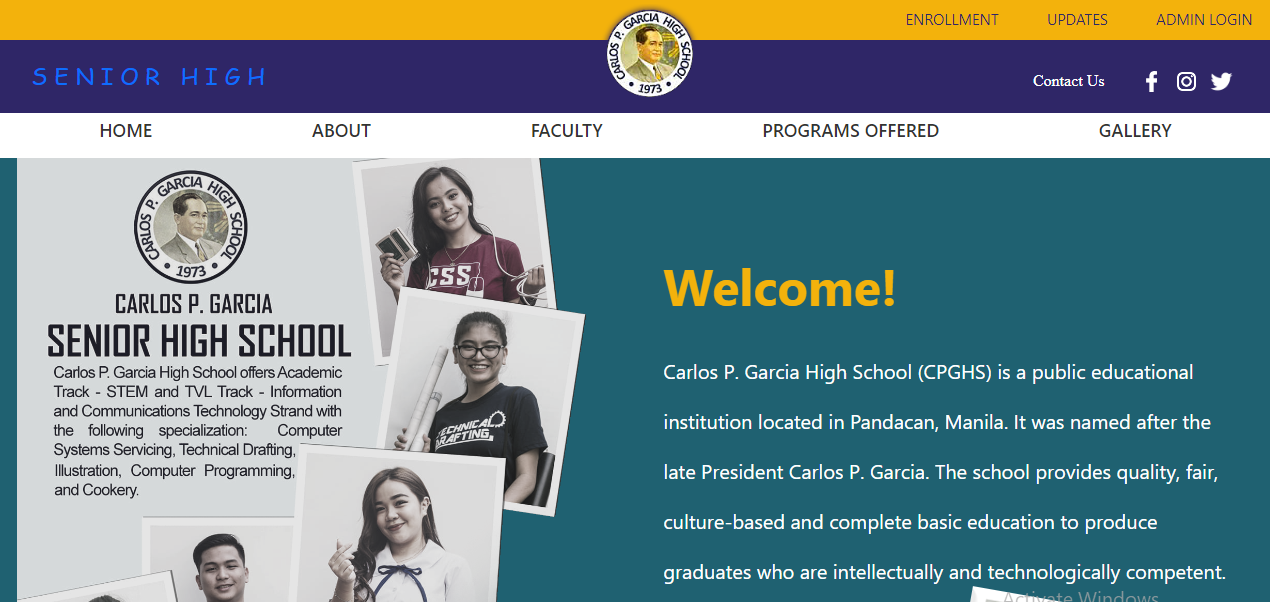 ENROLLMENT UPDATES ADMIN LOGIN
CARLOS P. GARCIA HIGH SCHOOL
1973
SENIOR HIGH
Contact Us
HOME ABOUT FACULTY PROGRAMS OFFERED GALLERY
CARLOS P. GARCIA HIGH SCHOOL
1973
CARLOS P. GARCIA
SENIOR HIGH SCHOOL
Carlos P. Garcia High School offers Academic
Track - STEM and TVL Track - Information
and Communications Technology Strand with
the following specialization: Computer
Systems Servicing, Technical Drafting,
Illustration, Computer Programming,
and Cookery.
CSS
TECHNICAL
DRAFTING
Welcome!
Carlos P. Garcia High School (CPGHS) is a public educational
institution located in Pandacan, Manila. It was named after the
late President Carlos P. Garcia. The school provides quality, fair,
culture-based and complete basic education to produce
graduates who are intellectually and technologically competent.
Activate Windows